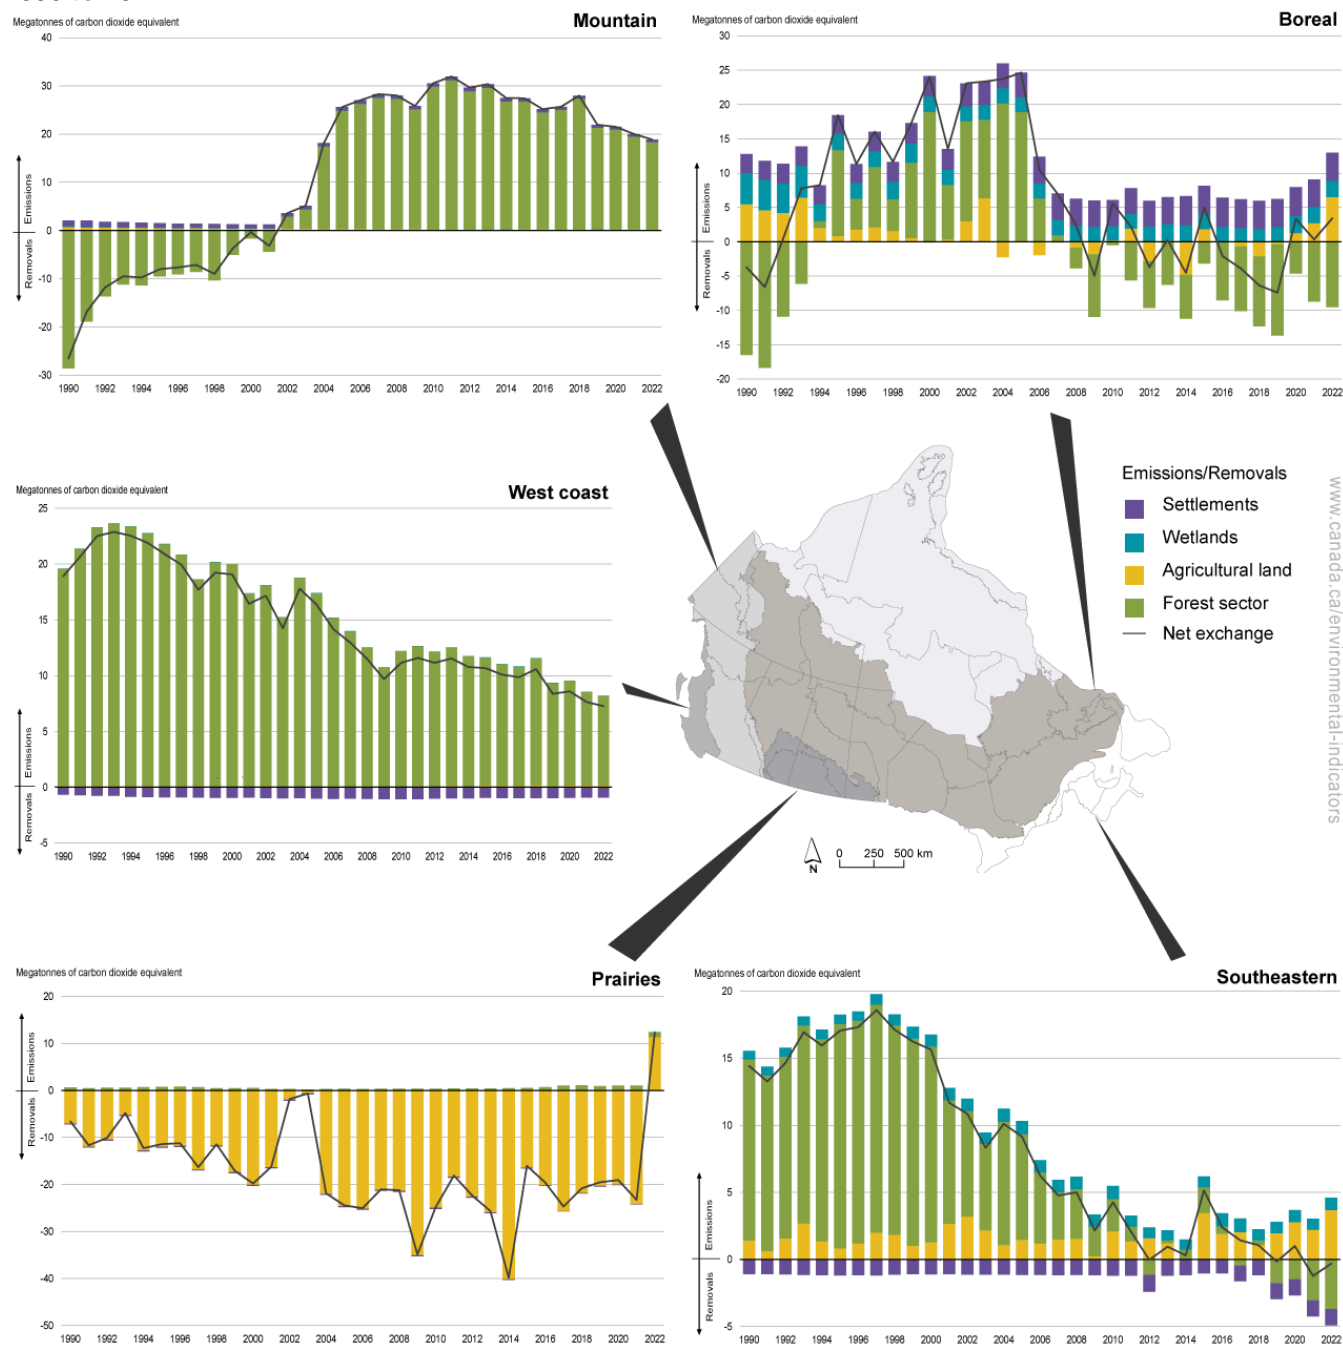 Megatonnes of carbon dioxide equivalent
Mountain
40
30
20
10
0
-10
-20
-30
Emissions
Removals
1990 1992 1994 1996 1998 2000 2002 2004 2006 2008 2010 2012 2014 2016 2018 2020 2022
Megatonnes of carbon dioxide equivalent
Boreal
30
25
20
15
10
5
0
-5
-10
-15
-20
Emissions
Removals
1990 1992 1994 1996 1998 2000 2002 2004 2006 2008 2010 2012 2014 2016 2018 2020 2022
Megatonnes of carbon dioxide equivalent
West coast
25
20
15
10
5
0
-5
Emissions
Removals
1990 1992 1994 1996 1998 2000 2002 2004 2006 2008 2010 2012 2014 2016 2018 2020 2022
Emissions/Removals
Settlements
Wetlands
Agricultural land
Forest sector
Net exchange
N
0 250 500 km
www.canada.ca/environmental-indicators
Megatonnes of carbon dioxide equivalent
Prairies
20
10
0
-10
-20
-30
-40
-50
Emissions
Removals
1990 1992 1994 1996 1998 2000 2002 2004 2006 2008 2010 2012 2014 2016 2018 2020 2022
Megatonnes of carbon dioxide equivalent
Southeastern
20
15
10
5
0
-5
Emissions
Removals
1990 1992 1994 1996 1998 2000 2002 2004 2006 2008 2010 2012 2014 2016 2018 2020 2022